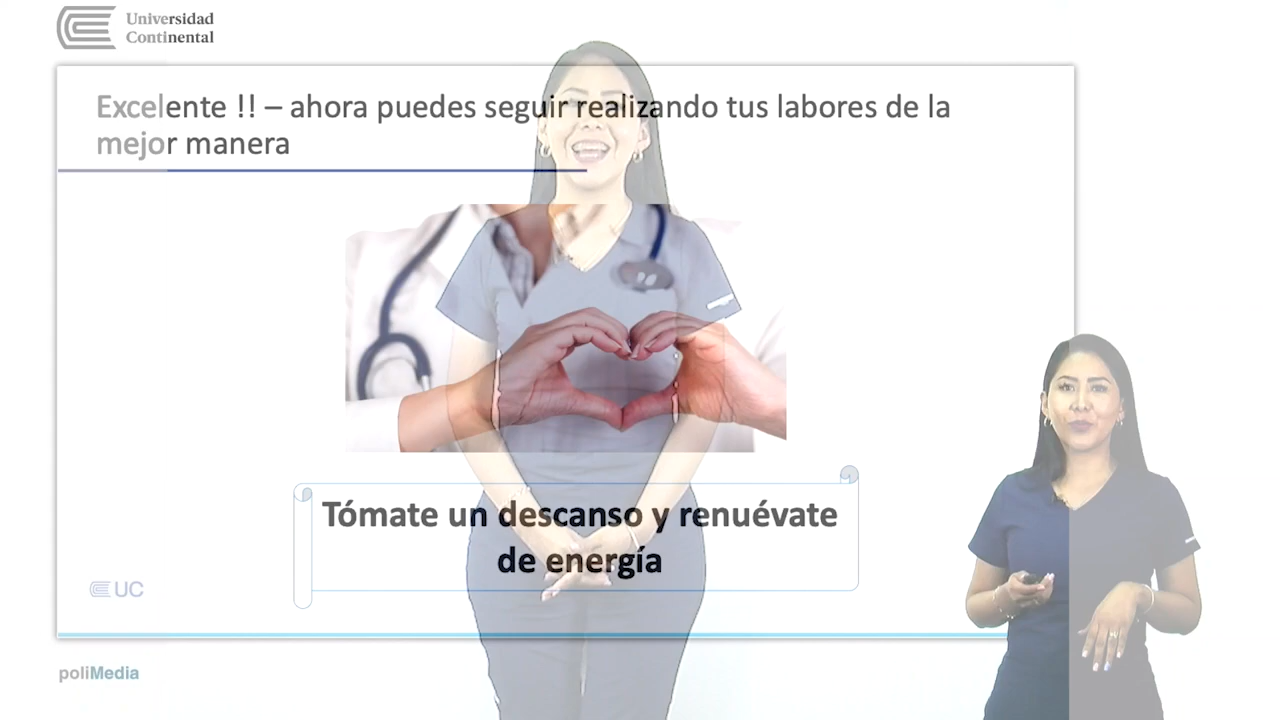 Universidad
Continental
Excelente !! – ahora puedes seguir realizando tus labores de la
mejor manera
Tómate un descanso y renuévate
de energía
UC
poliMedia